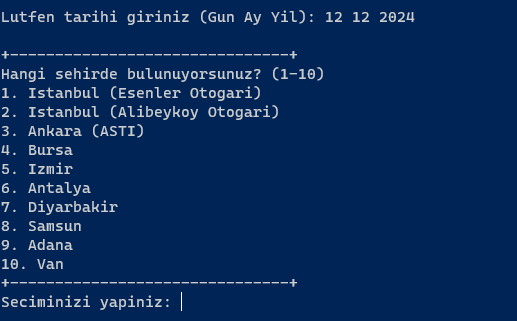 Lutfen tarihi giriniz (Gun Ay Yil): 12 12 2024
+-------------------------------+
Hangi sehirde bulunuyorsunuz? (1-10)
1. Istanbul (Esenler Otogari)
2. Istanbul (Alibeykoy Otogari)
3. Ankara (ASTI)
4. Bursa
5. Izmir
6. Antalya
7. Diyarbakir
8. Samsun
9. Adana
10. Van
+-------------------------------+
Seciminizi yapiniz: